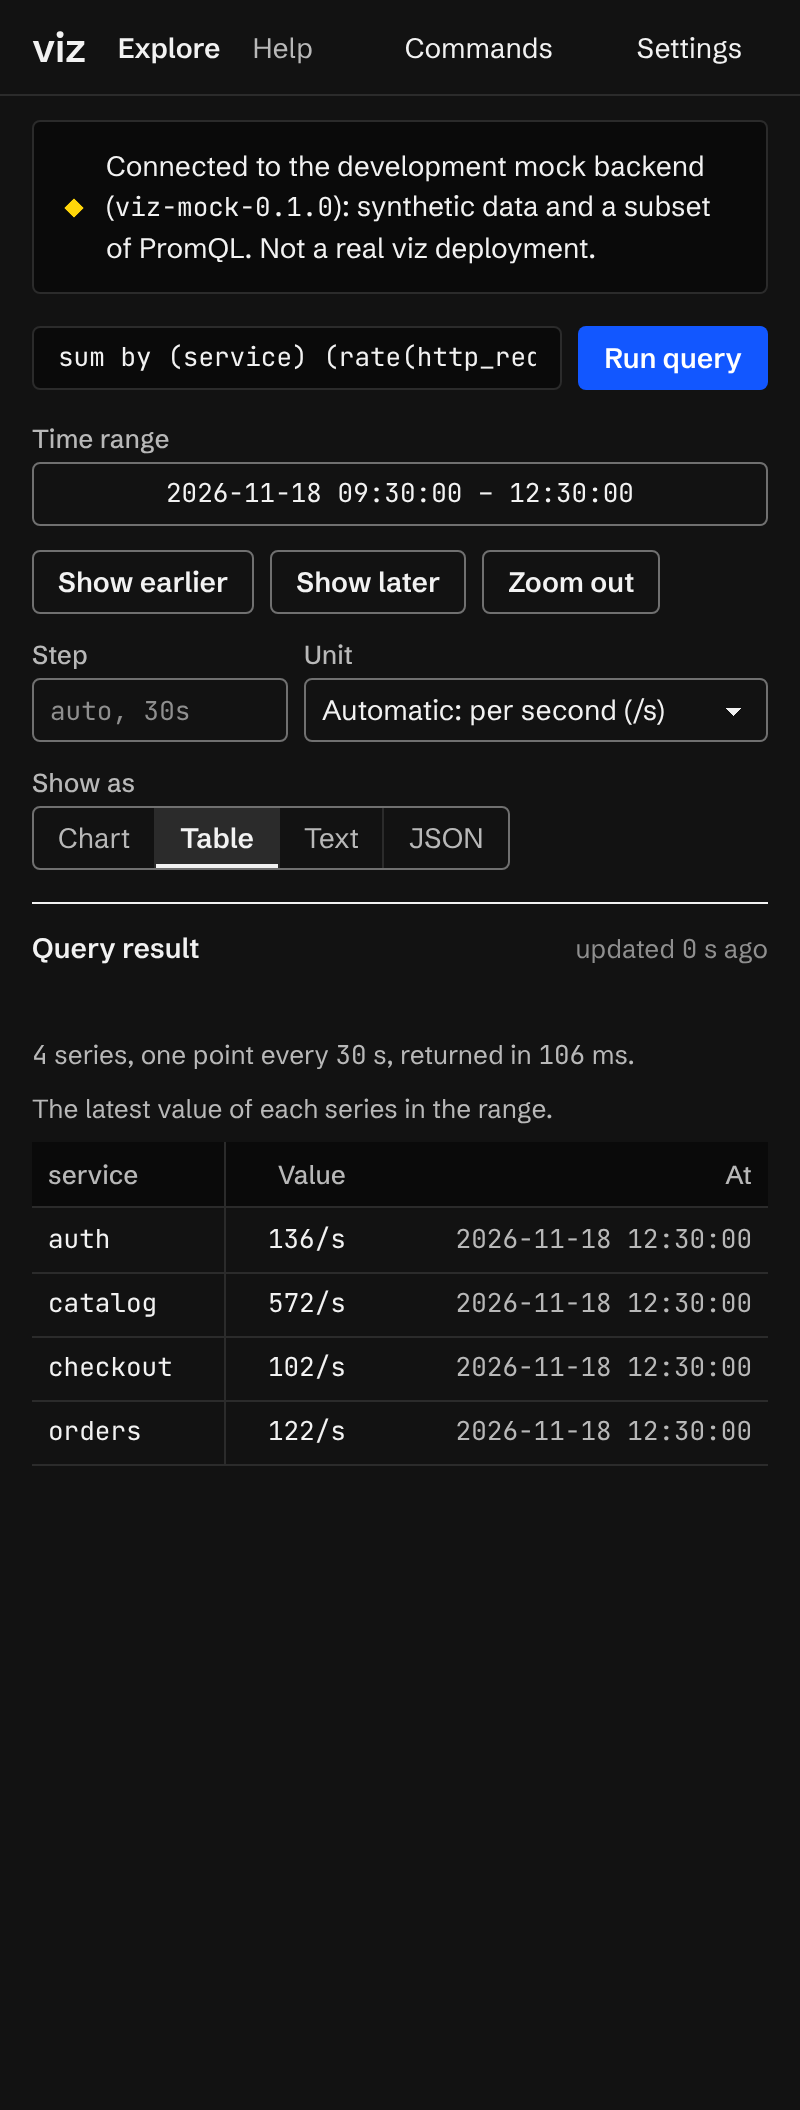 viz Explore Help Commands Settings
Connected to the development mock backend
(viz-mock-0.1.0): synthetic data and a subset
of PromQL. Not a real viz deployment.
sum by (service) (rate(http_rec Run query
Time range
2026-11-18 09:30:00 – 12:30:00
Show earlier Show later Zoom out
Step Unit
auto, 30s Automatic: per second (/s)
Show as
Chart Table Text JSON
Query result updated 0 s ago
4 series, one point every 30 s, returned in 106 ms.
The latest value of each series in the range.
service Value At
auth 136/s 2026-11-18 12:30:00
catalog 572/s 2026-11-18 12:30:00
checkout 102/s 2026-11-18 12:30:00
orders 122/s 2026-11-18 12:30:00